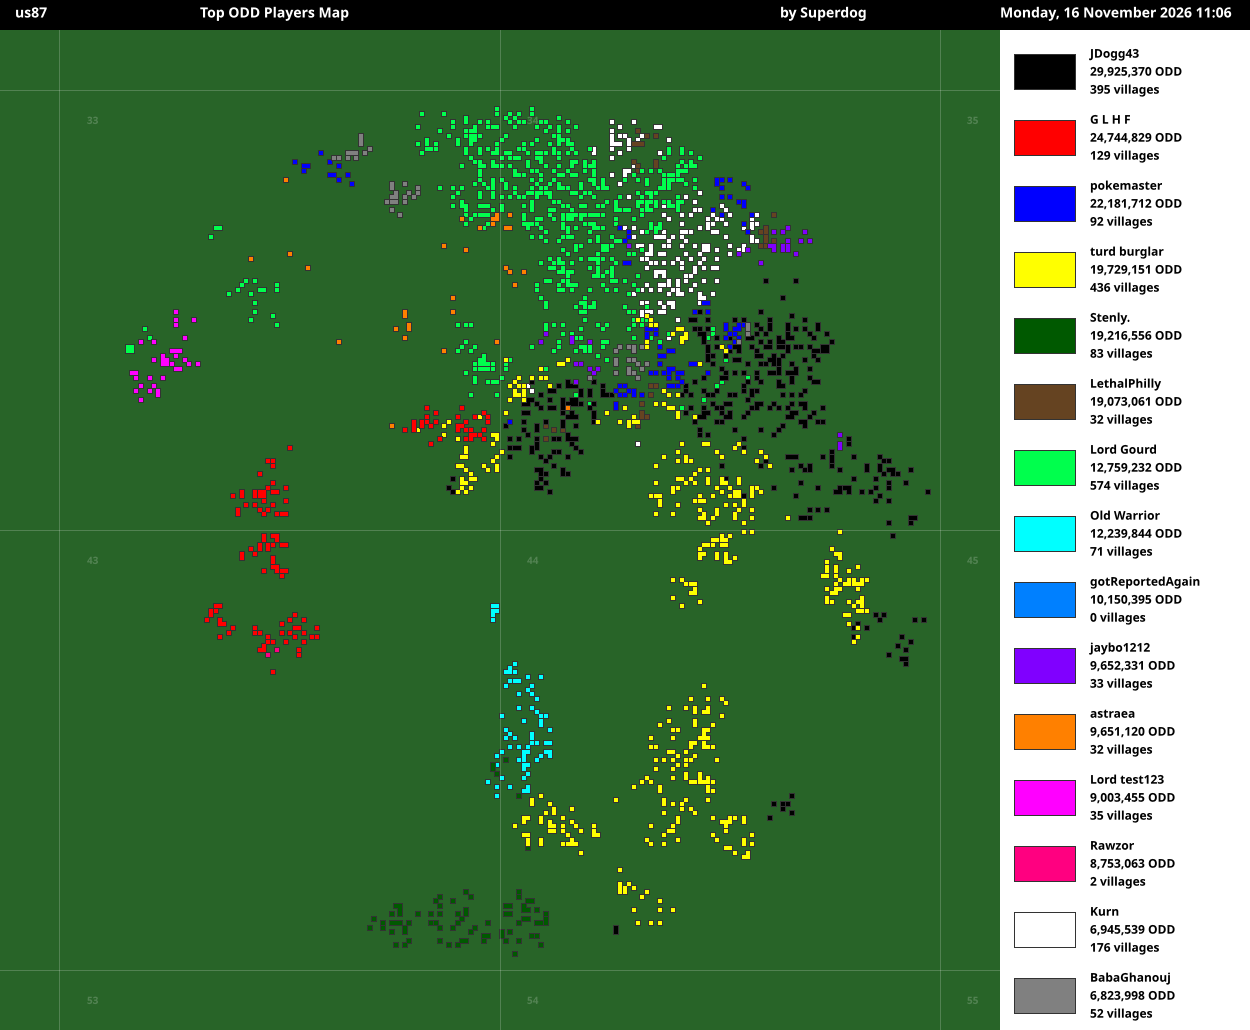 us87 Top ODD Players Map by Superdog Monday, 16 November 2026 11:06
33 35
43 44 45
53 54 55
JDogg43
29,925,370 ODD
395 villages
G L H F
24,744,829 ODD
129 villages
pokemaster
22,181,712 ODD
92 villages
turd burglar
19,729,151 ODD
436 villages
Stenly.
19,216,556 ODD
83 villages
LethalPhilly
19,073,061 ODD
32 villages
Lord Gourd
12,759,232 ODD
574 villages
Old Warrior
12,239,844 ODD
71 villages
gotReportedAgain
10,150,395 ODD
0 villages
jaybo1212
9,652,331 ODD
33 villages
astraea
9,651,120 ODD
32 villages
Lord test123
9,003,455 ODD
35 villages
Rawzor
8,753,063 ODD
2 villages
Kurn
6,945,539 ODD
176 villages
BabaGhanouj
6,823,998 ODD
52 villages